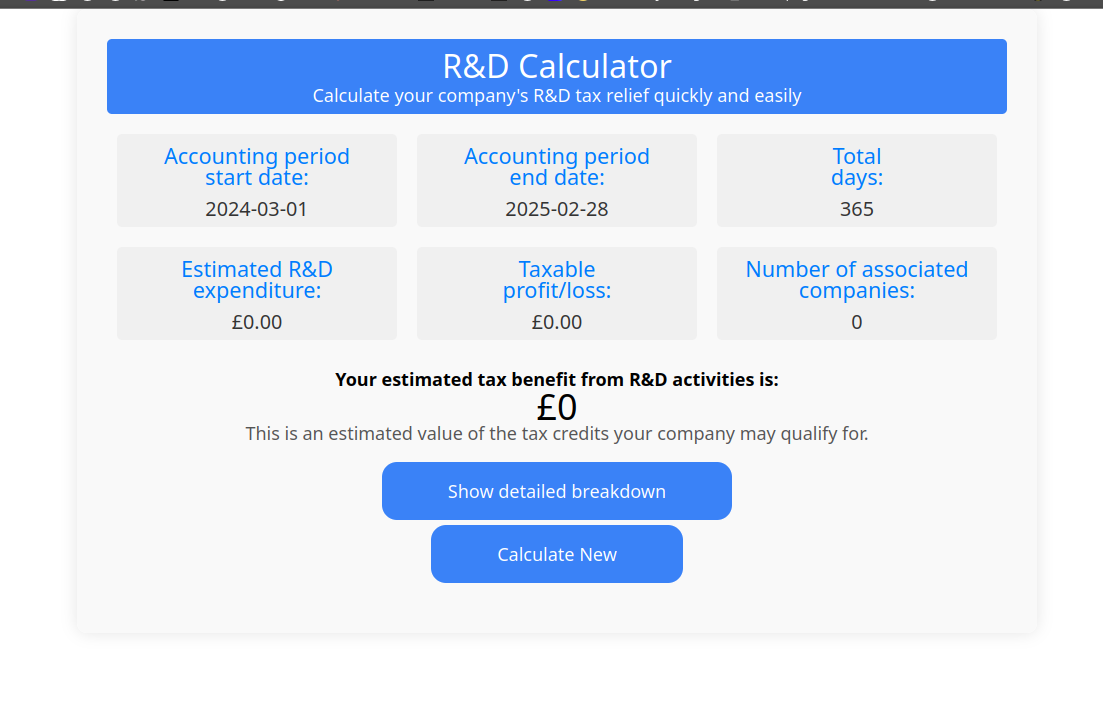 R&D Calculator
Calculate your company's R&D tax relief quickly and easily
Accounting period
start date:
2024-03-01
Accounting period
end date:
2025-02-28
Total
days:
365
Estimated R&D
expenditure:
£0.00
Taxable
profit/loss:
£0.00
Number of associated
companies:
0
Your estimated tax benefit from R&D activities is:
£0
This is an estimated value of the tax credits your company may qualify for.
Show detailed breakdown
Calculate New